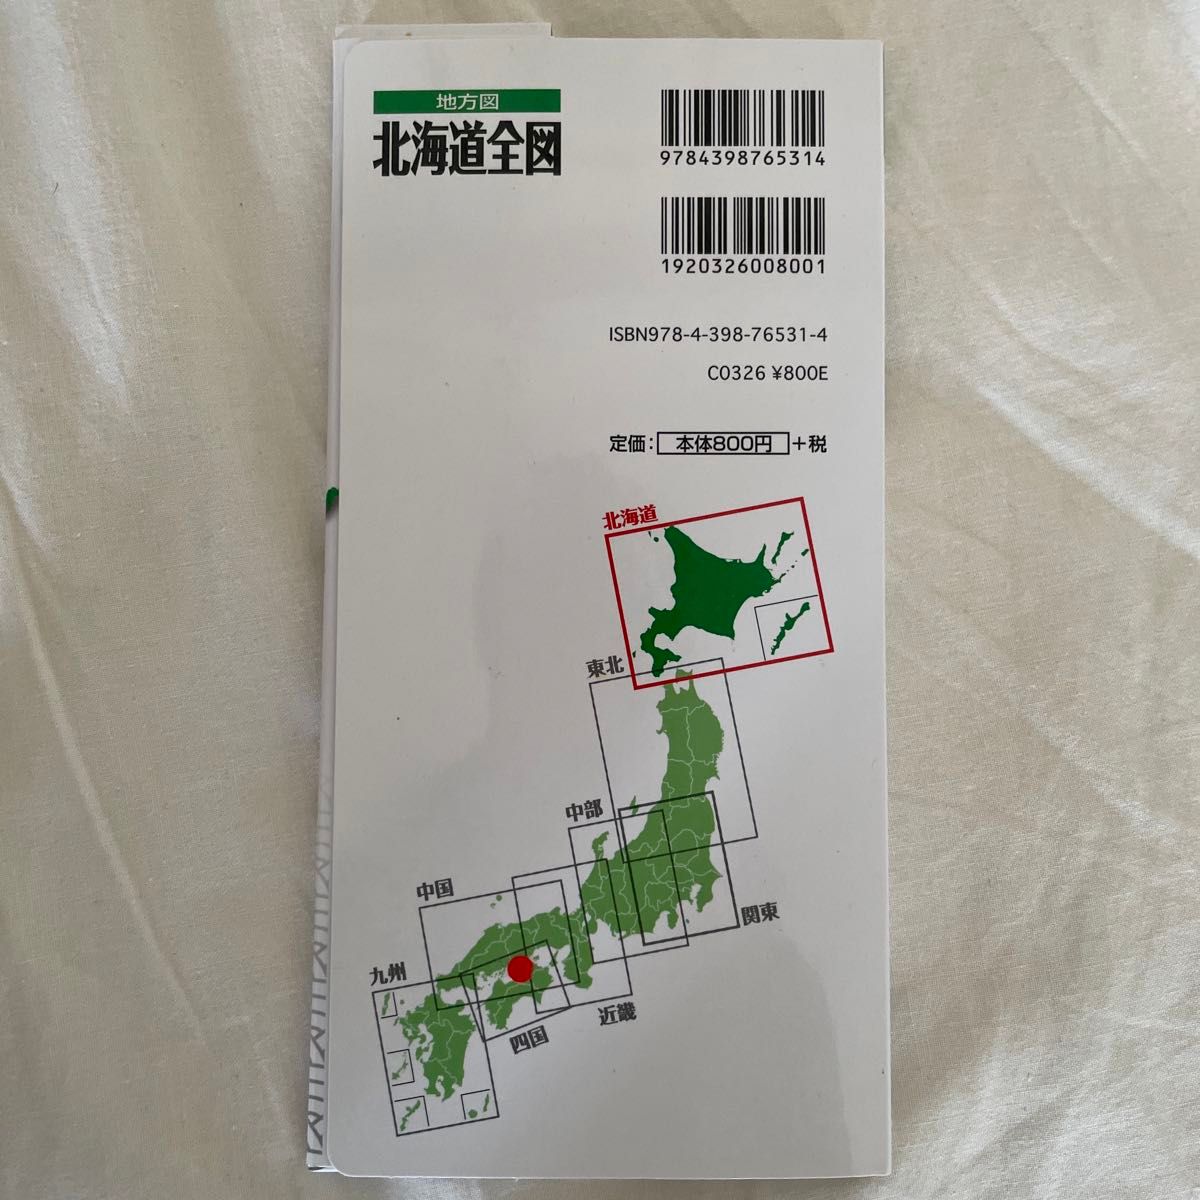 地方図
北海道全図
9784398765314
1920326008001
ISBN978-4-398-76531-4
C0326 ¥800E
定価：本体800円+税
北海道
東北
中部
中国
関東
九州
近畿
四国